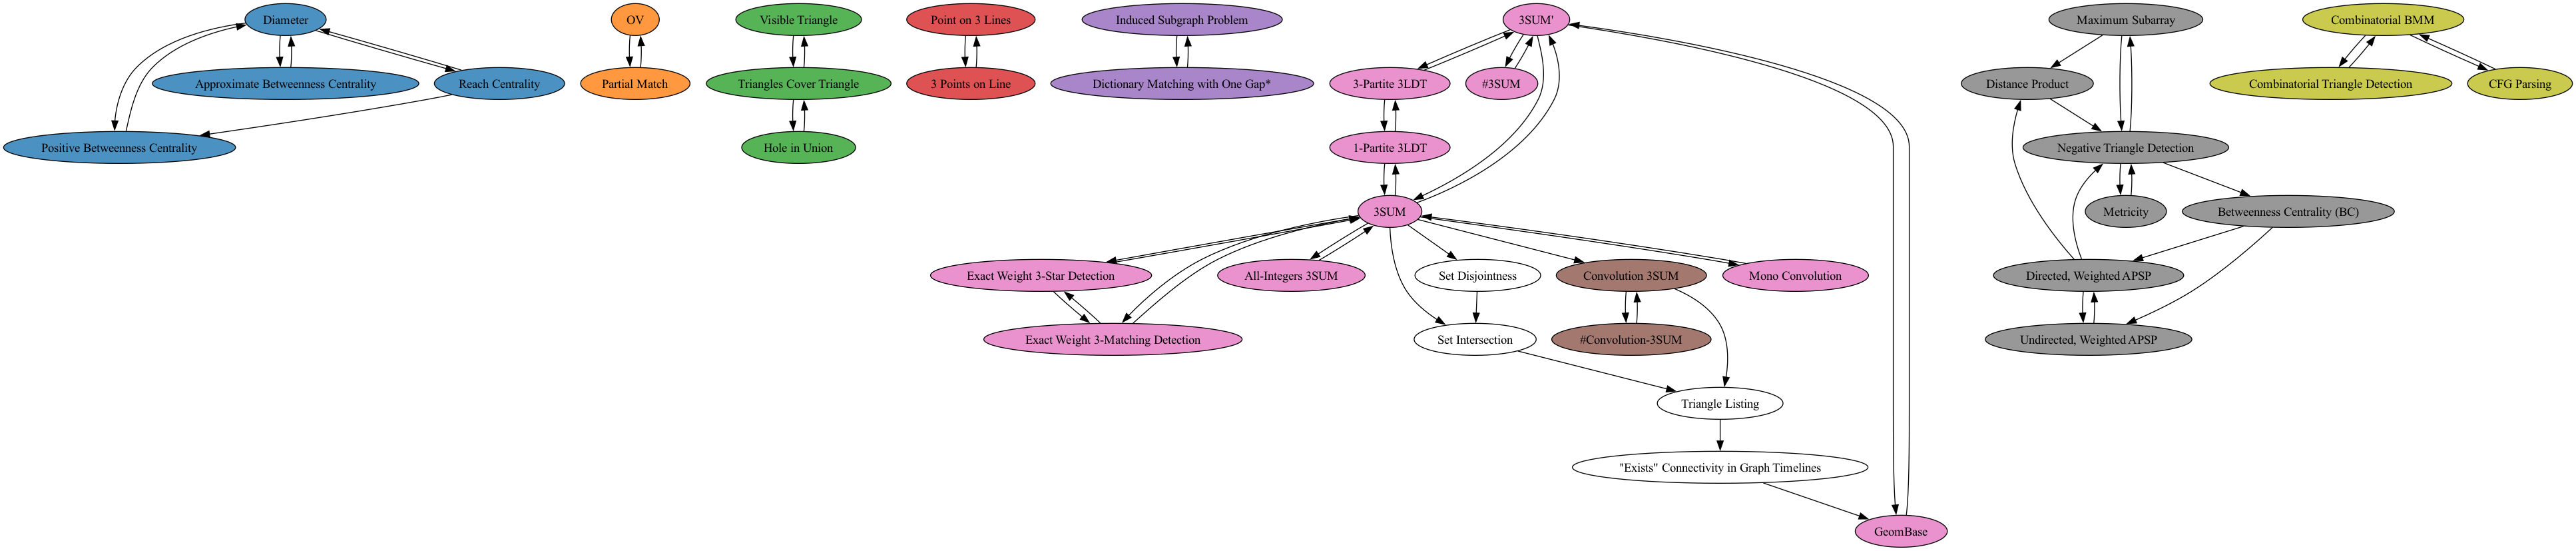 Diameter
OV
Visible Triangle
Point on 3 Lines
Induced Subgraph Problem
3SUM'
Maximum Subarray
Combinatorial BMM
Approximate Betweenness Centrality
Reach Centrality
Partial Match
Triangles Cover Triangle
3 Points on Line
Dictionary Matching with One Gap*
3-Partite 3LDT
#3SUM
Distance Product
Combinatorial Triangle Detection
CFG Parsing
Positive Betweenness Centrality
Hole in Union
1-Partite 3LDT
Negative Triangle Detection
3SUM
Metricity
Betweenness Centrality (BC)
Exact Weight 3-Star Detection
All-Integers 3SUM
Set Disjointness
Convolution 3SUM
Mono Convolution
Directed, Weighted APSP
Exact Weight 3-Matching Detection
Set Intersection
#Convolution-3SUM
Undirected, Weighted APSP
Triangle Listing
"Exists" Connectivity in Graph Timelines
GeomBase